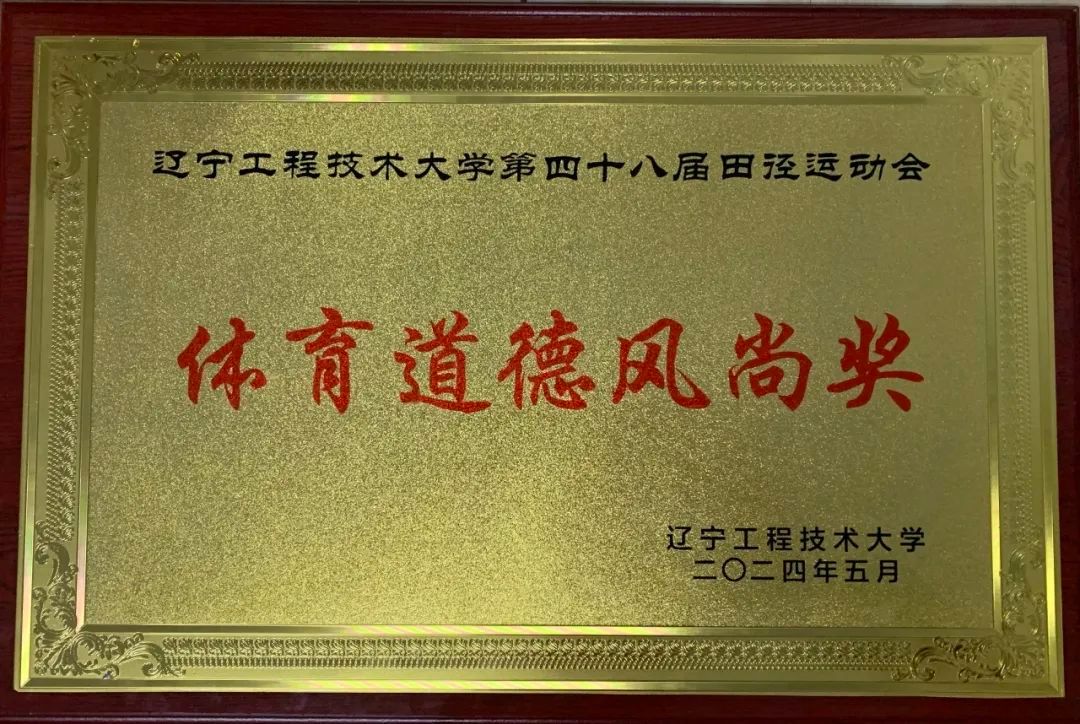 辽宁工程技术大学第四十八届田径运动会
体育道德风尚奖
辽宁工程技术大学
二〇二四年五月